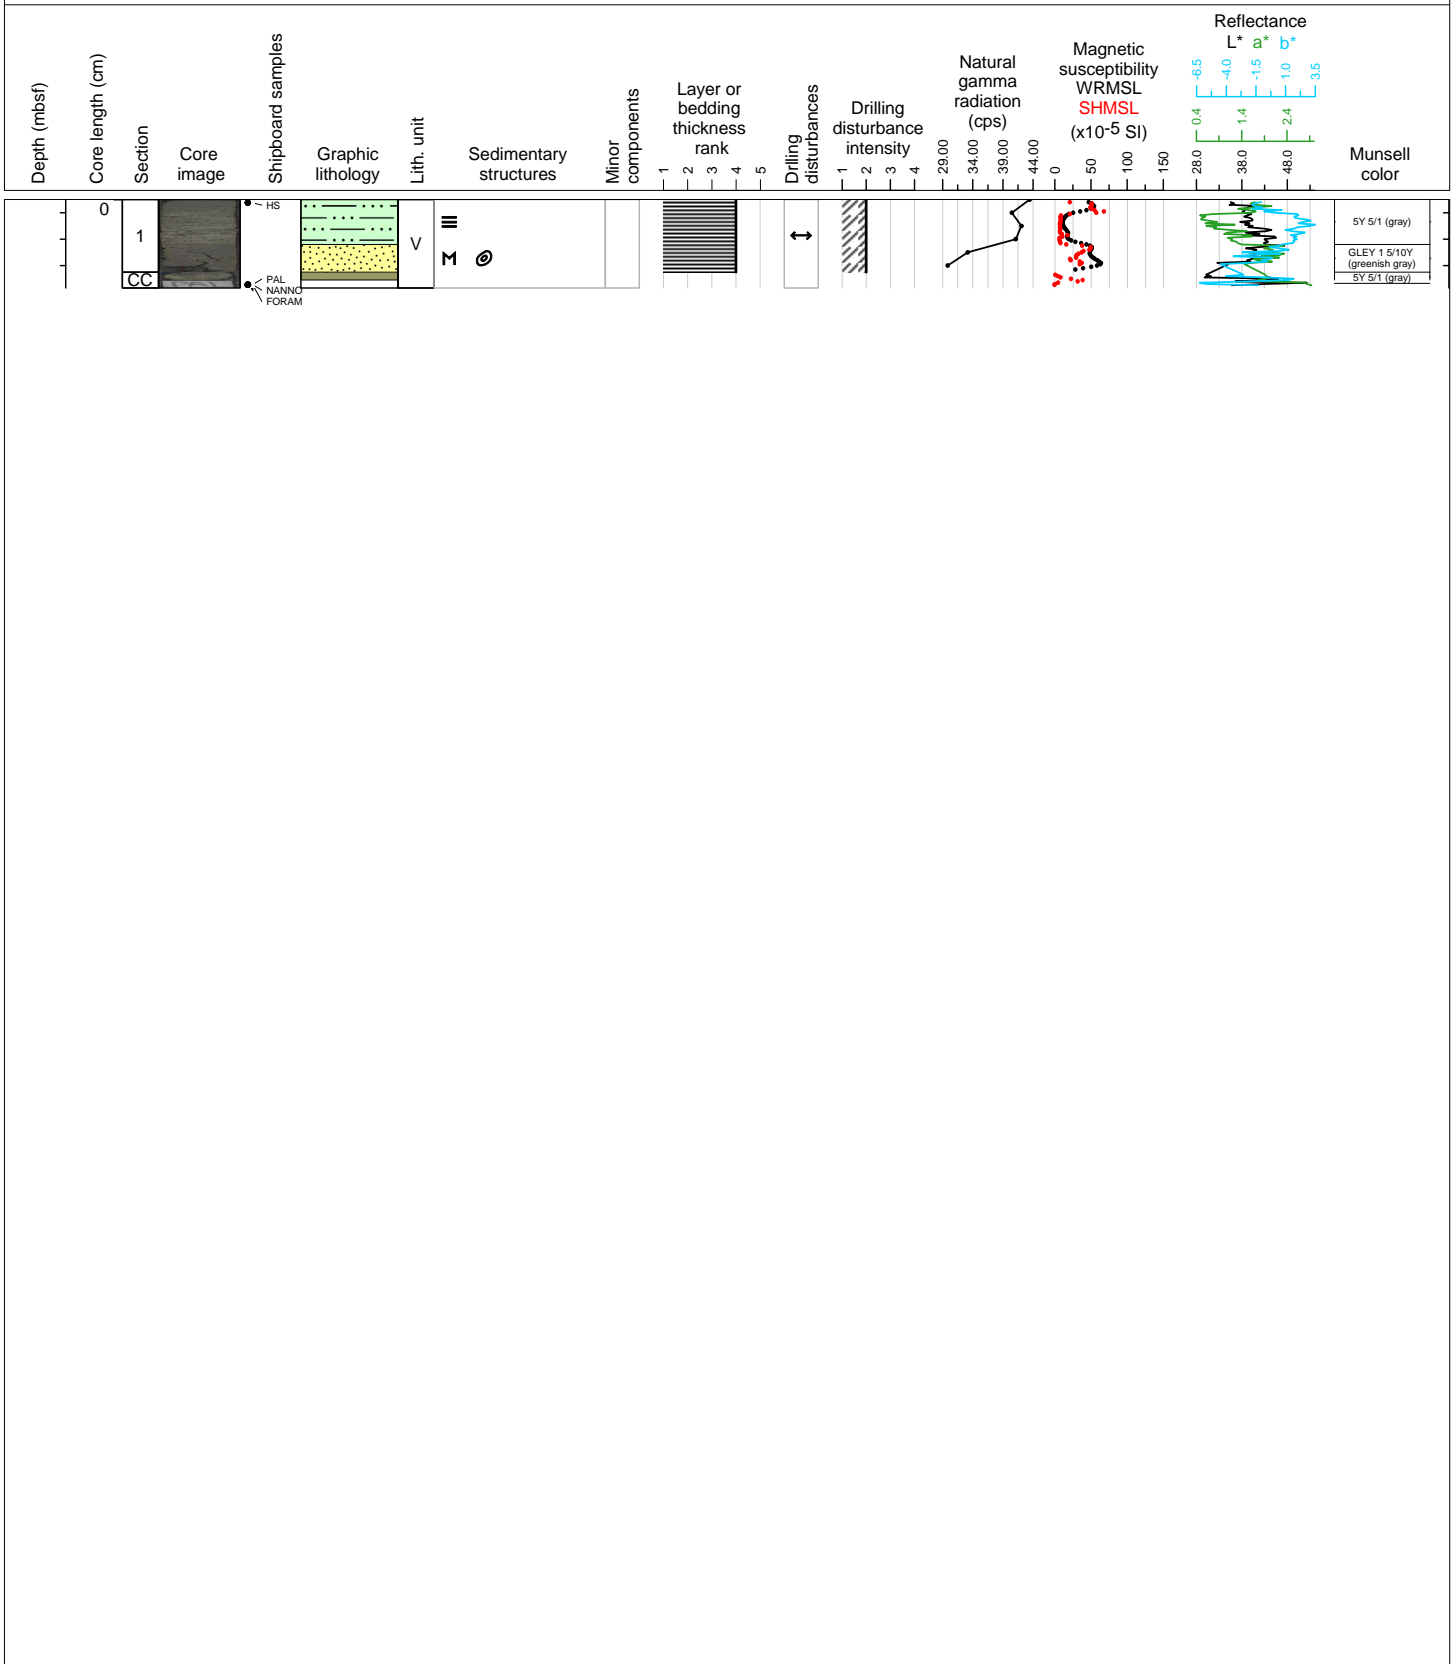 Depth (mbsf)
Core length (cm)
Section
Core
image
Shipboard samples
Graphic
lithology
Lith. unit
Sedimentary
structures
Minor
components
Layer or
bedding
thickness
rank
1 2 3 4 5
Drilling
disturbances
Drilling
disturbance
intensity
1 2 3 4
Natural
gamma
radiation
(cps)
29.00 34.00 39.00 44.00
Magnetic
susceptibility
WRMSL
SHMSL
(x10-5 SI)
0 50 100 150
Reflectance
L* a* b*
-6.5 -4.0 -1.5 1.0 3.5
0.4 1.4 2.4
28.0 38.0 48.0
Munsell
color
0
1
CC
HS
PAL
NANNO
FORAM
V
M
5Y 5/1 (gray)
GLEY 1 5/10Y
(greenish gray)
5Y 5/1 (gray)